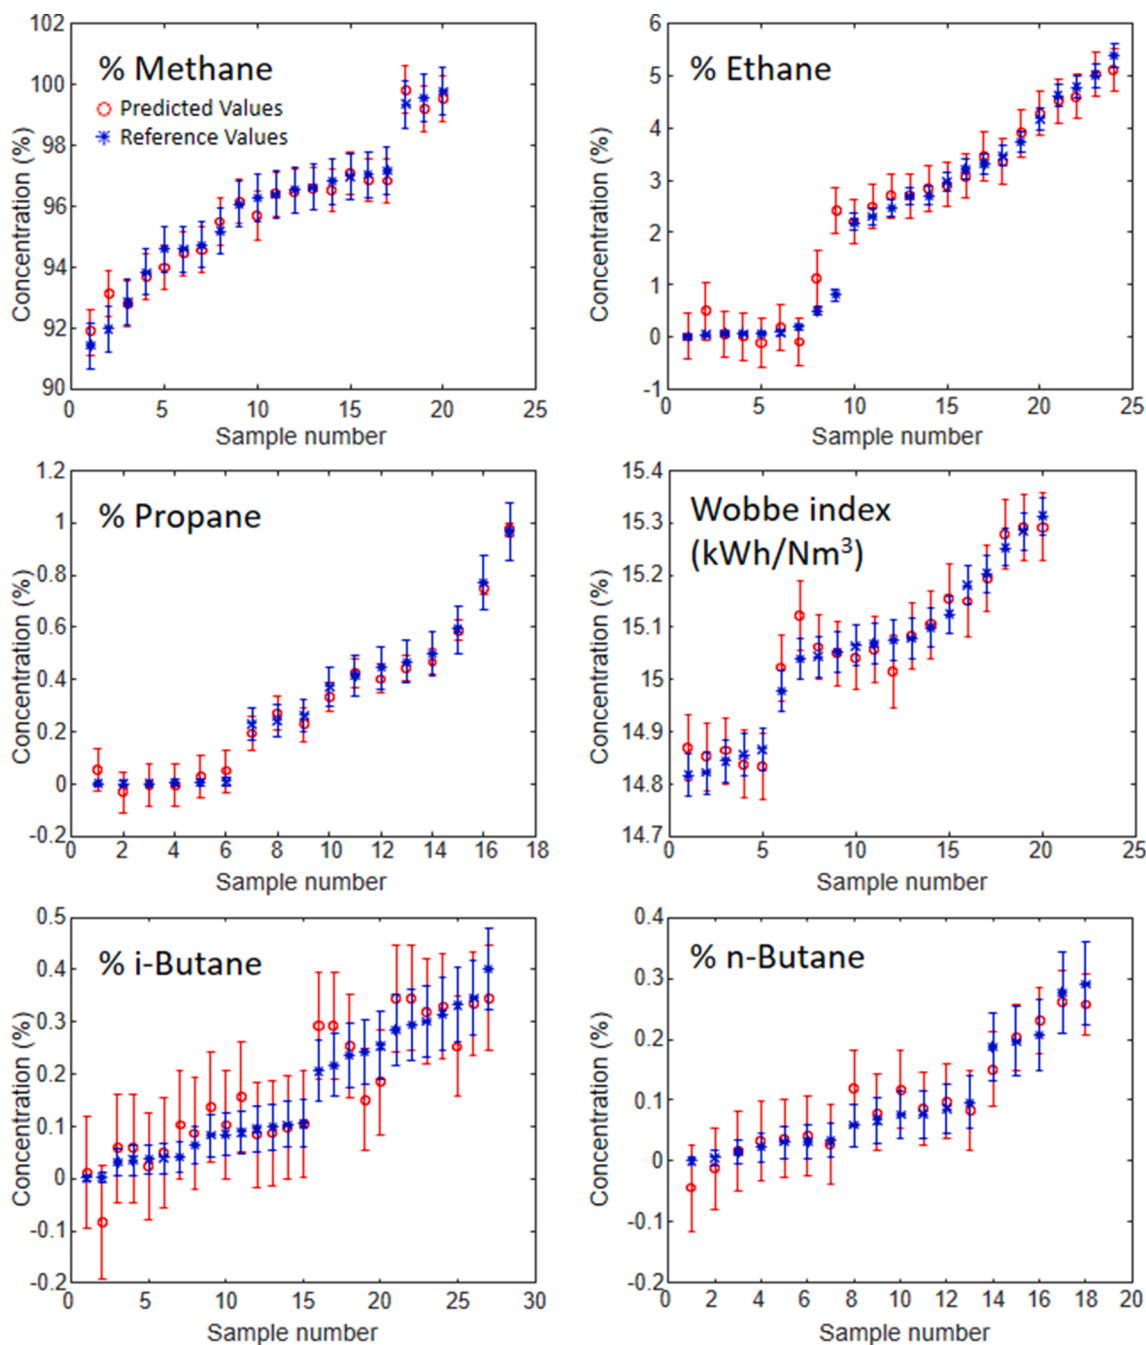 % Methane
Predicted Values
Reference Values
Concentration (%)
102
100
98
96
94
92
90
0 5 10 15 20 25
Sample number
% Ethane
Concentration (%)
6
5
4
3
2
1
0
-1
0 5 10 15 20 25
Sample number
% Propane
Concentration (%)
1.2
1
0.8
0.6
0.4
0.2
0
-0.2
0 2 4 6 8 10 12 14 16 18
Sample number
Wobbe index
(kWh/Nm³)
Concentration (%)
15.4
15.3
15.2
15.1
15
14.9
14.8
14.7
0 5 10 15 20 25
Sample number
% i-Butane
Concentration (%)
0.5
0.4
0.3
0.2
0.1
0
-0.1
-0.2
0 5 10 15 20 25 30
Sample number
% n-Butane
Concentration (%)
0.4
0.3
0.2
0.1
0
-0.1
-0.2
0 2 4 6 8 10 12 14 16 18 20
Sample number